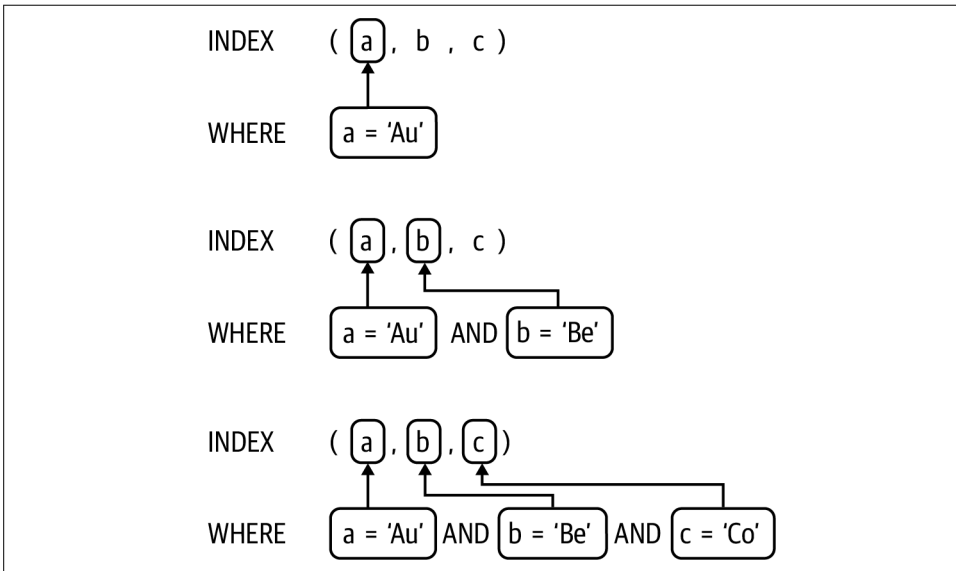 INDEX ( a , b , c )
WHERE a = ‘Au’
INDEX ( a , b , c )
WHERE a = ‘Au’ AND b = ‘Be’
INDEX ( a , b , c )
WHERE a = ‘Au’ AND b = ‘Be’ AND c = ‘Co’